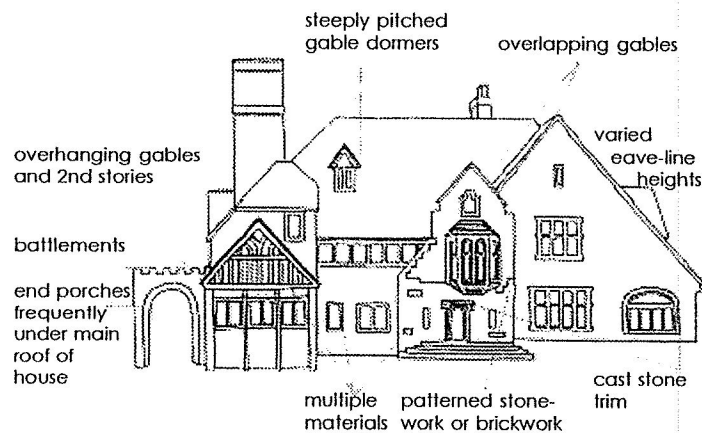 steeply pitched
gable dormers
overlapping gables
varied
eave-line
heights
overhanging gables
and 2nd stories
battlements
end porches
frequently
under main
roof of
house
multiple
materials
patterned stone-
work or brickwork
cast stone
trim